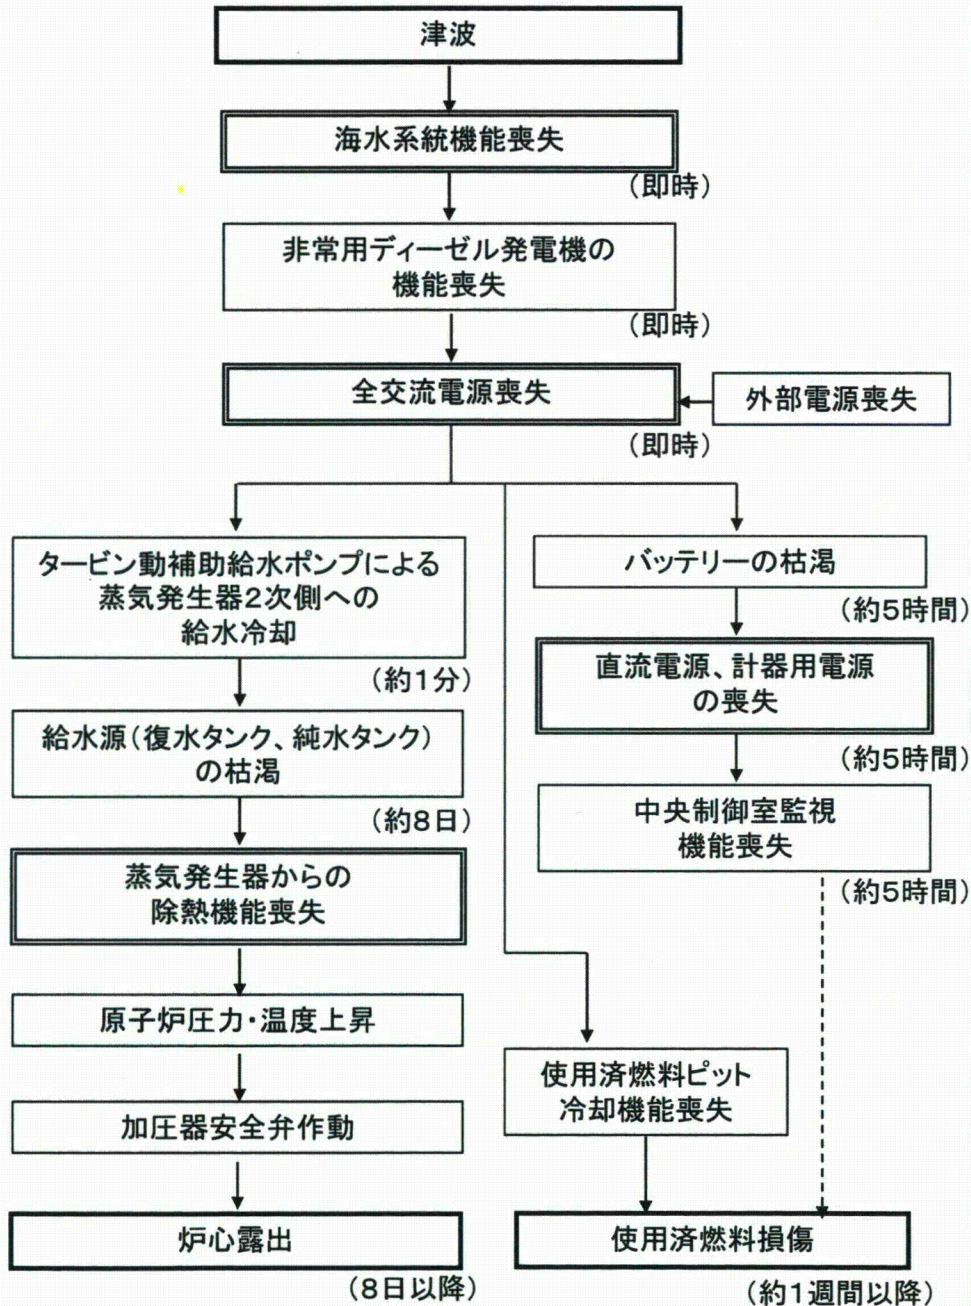 津波
海水系統機能喪失
（即時）
非常用ディーゼル発電機の
機能喪失
（即時）
全交流電源喪失
外部電源喪失
（即時）
タービン動補助給水ポンプによる
蒸気発生器２次側への
給水冷却
（約１分）
給水源（復水タンク、純水タンク）
の枯渇
（約８日）
蒸気発生器からの
除熱機能喪失
原子炉圧力・温度上昇
加圧器安全弁作動
炉心露出
（８日以降）
バッテリーの枯渇
（約５時間）
直流電源、計器用電源
の喪失
（約５時間）
中央制御室監視
機能喪失
（約５時間）
使用済燃料ピット
冷却機能喪失
使用済燃料損傷
（約１週間以降）